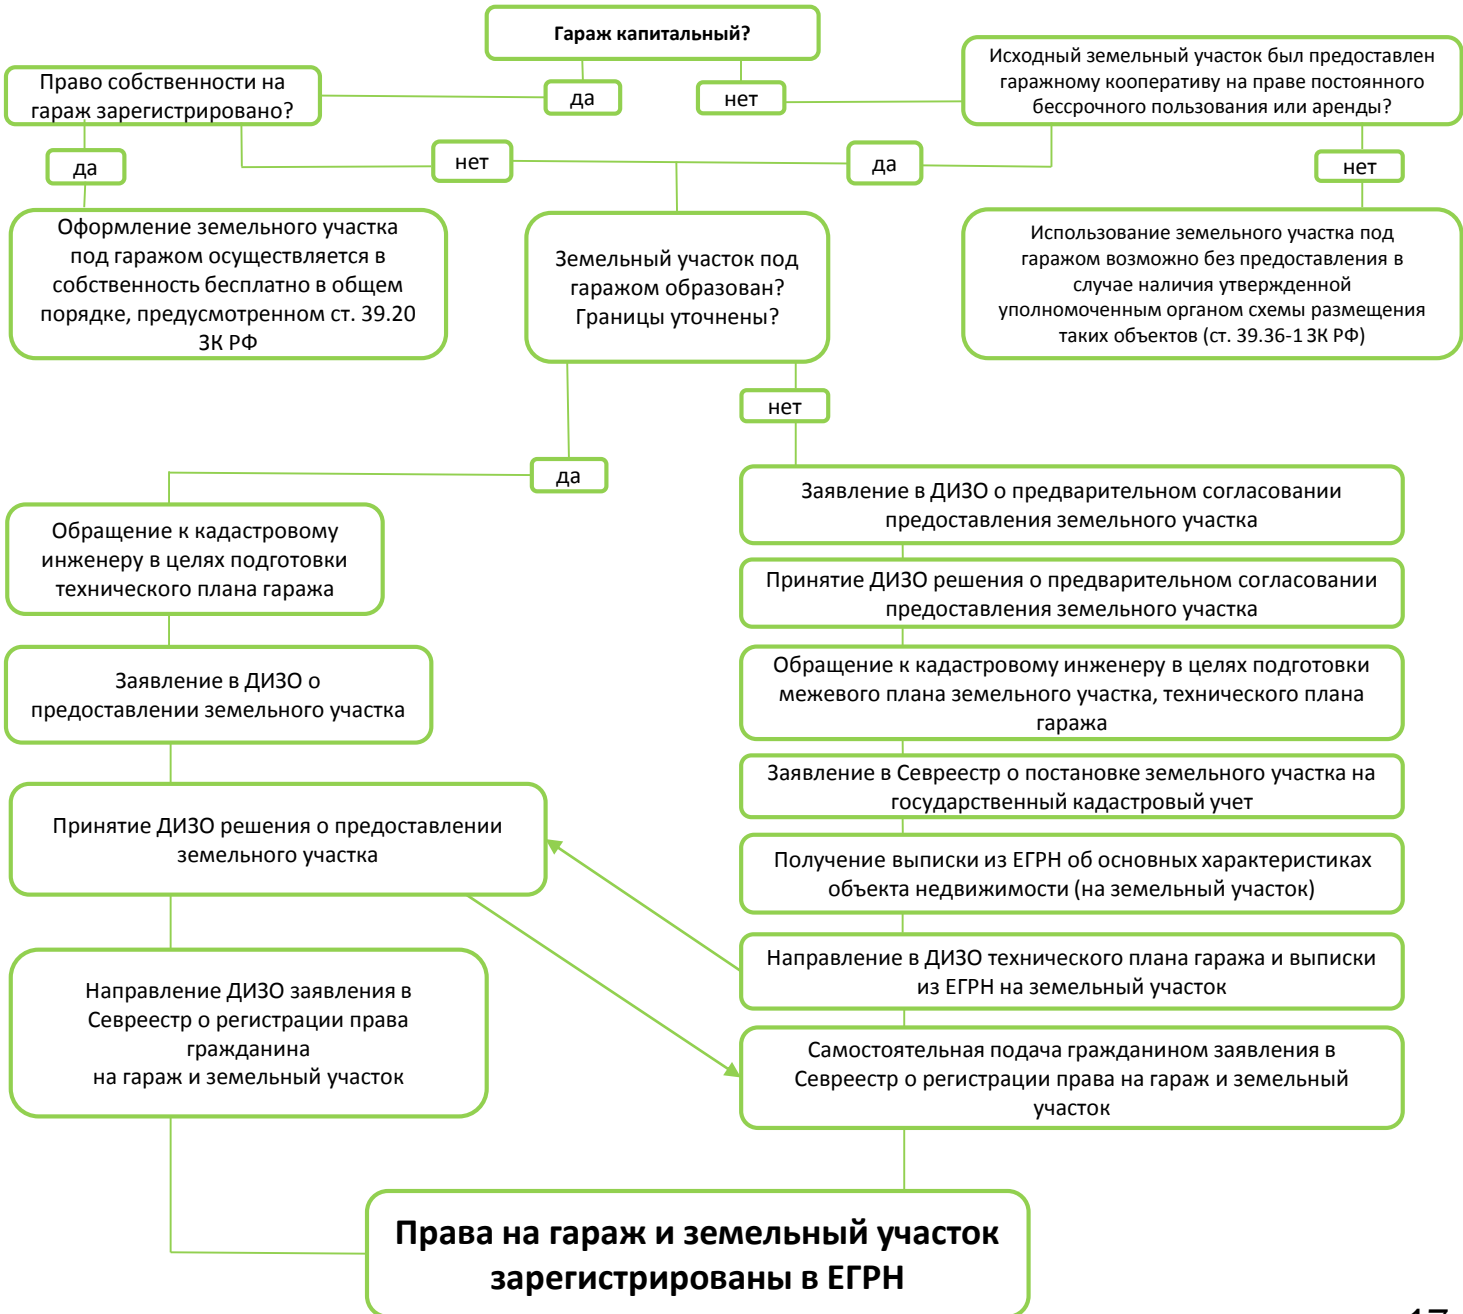 Гараж капитальный?
Право собственности на
гараж зарегистрировано?
да
нет
Исходный земельный участок был предоставлен
гаражному кооперативу на праве постоянного
бессрочного пользования или аренды?
да
нет
да
нет
Оформление земельного участка
под гаражом осуществляется в
собственность бесплатно в общем
порядке, предусмотренном ст. 39.20
ЗК РФ
Земельный участок под
гаражом образован?
Границы уточнены?
Использование земельного участка под
гаражом возможно без предоставления в
случае наличия утвержденной
уполномоченным органом схемы размещения
таких объектов (ст. 39.36-1 ЗК РФ)
нет
да
Обращение к кадастровому
инженеру в целях подготовки
технического плана гаража
Заявление в ДИЗО о
предоставлении земельного участка
Принятие ДИЗО решения о предоставлении
земельного участка
Направление ДИЗО заявления в
Севреестр о регистрации права
гражданина
на гараж и земельный участок
Заявление в ДИЗО о предварительном согласовании
предоставления земельного участка
Принятие ДИЗО решения о предварительном согласовании
предоставления земельного участка
Обращение к кадастровому инженеру в целях подготовки
межевого плана земельного участка, технического плана
гаража
Заявление в Севреестр о постановке земельного участка на
государственный кадастровый учет
Получение выписки из ЕГРН об основных характеристиках
объекта недвижимости (на земельный участок)
Направление в ДИЗО технического плана гаража и выписки
из ЕГРН на земельный участок
Самостоятельная подача гражданином заявления в
Севреестр о регистрации права на гараж и земельный
участок
Права на гараж и земельный участок
зарегистрированы в ЕГРН